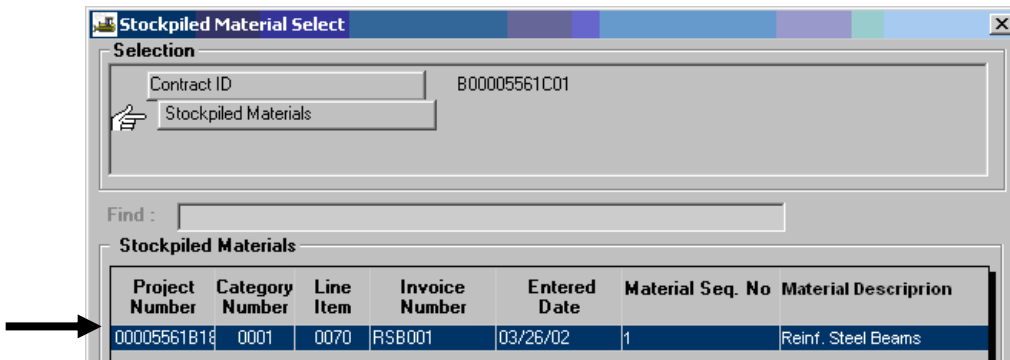 Stockpiled Material Select
Selection
Contract ID B00005561C01
Stockpiled Materials
Find :
Stockpiled Materials
Project Number Category Number Line Item Invoice Number Entered Date Material Seq. No Material Descriprion
00005561B18 0001 0070 RSB001 03/26/02 1 Reinf. Steel Beams